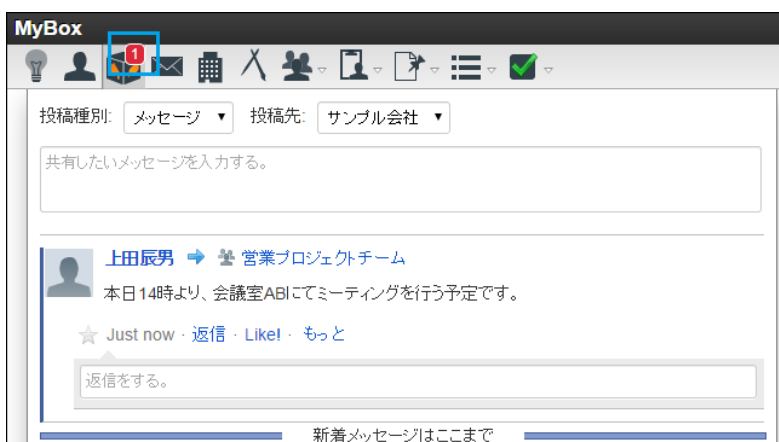 MyBox
1
投稿種別: メッセージ 投稿先: サンプル会社
共有したいメッセージを入力する。
上田辰男 営業プロジェクトチーム
本日14時より、会議室ABにてミーティングを行う予定です。
Just now · 返信 · Like! · もっと
返信をする。
新着メッセージはここまで